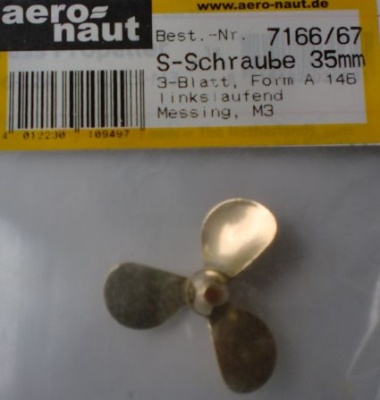 aero-
naut
www.aero-naut.de
Best.-Nr. 7166/67
S-Schraube 35mm
3-Blatt, Form A 146
linkslaufend
Messing, M3
4 012230 109497